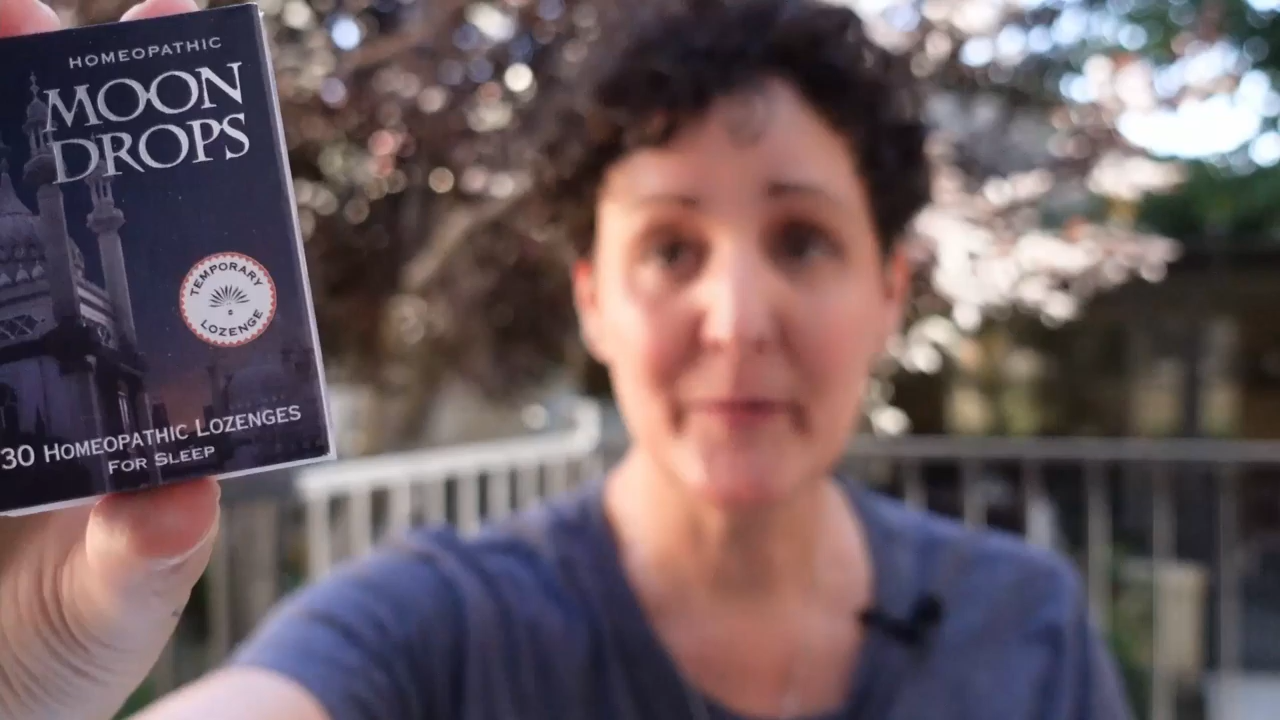 HOMEOPATHIC
MOON
DROPS
TEMPORARY
LOZENGE
30 HOMEOPATHIC LOZENGES
FOR SLEEP